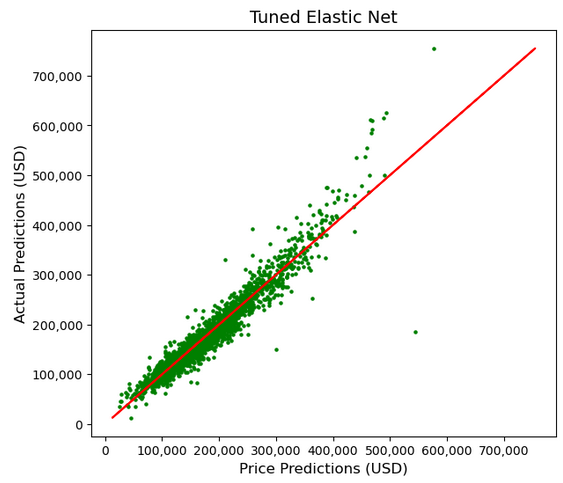 Tuned Elastic Net
Actual Predictions (USD)
700,000
600,000
500,000
400,000
300,000
200,000
100,000
0
0 100,000 200,000 300,000 400,000 500,000 600,000 700,000
Price Predictions (USD)